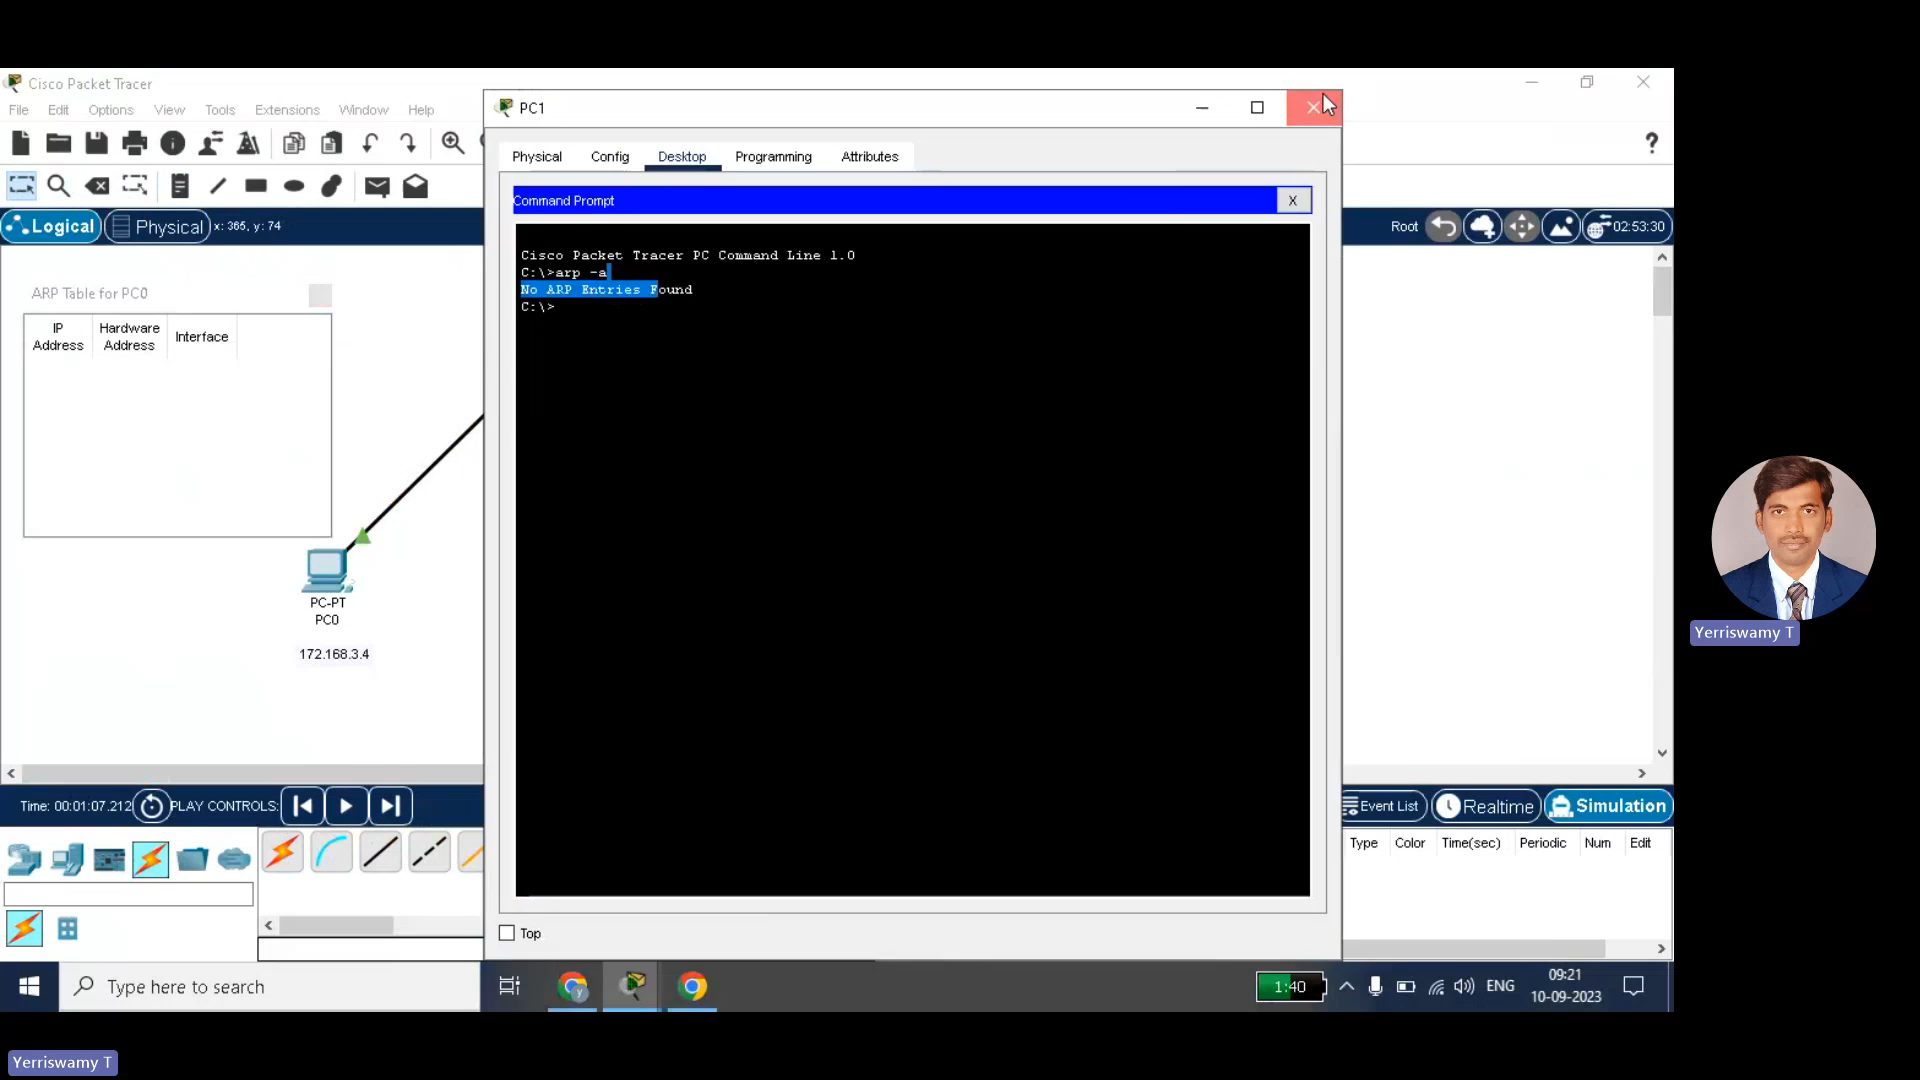 Cisco Packet Tracer
File Edit Options View Tools Extensions Window Help
Logical Physical x: 365, y: 74
Root 02:53:30
ARP Table for PC0
IP Address Hardware Address Interface
PC-PT
PC0
172.168.3.4
PC1
Physical Config Desktop Programming Attributes
Command Prompt X
Cisco Packet Tracer PC Command Line 1.0
C:\>arp -a
No ARP Entries Found
C:\>
Top
Time: 00:01:07.212 PLAY CONTROLS:
Event List Realtime Simulation
Type Color Time(sec) Periodic Num Edit
Type here to search
1:40 ENG 09:21
10-09-2023
Yerriswamy T
Yerriswamy T